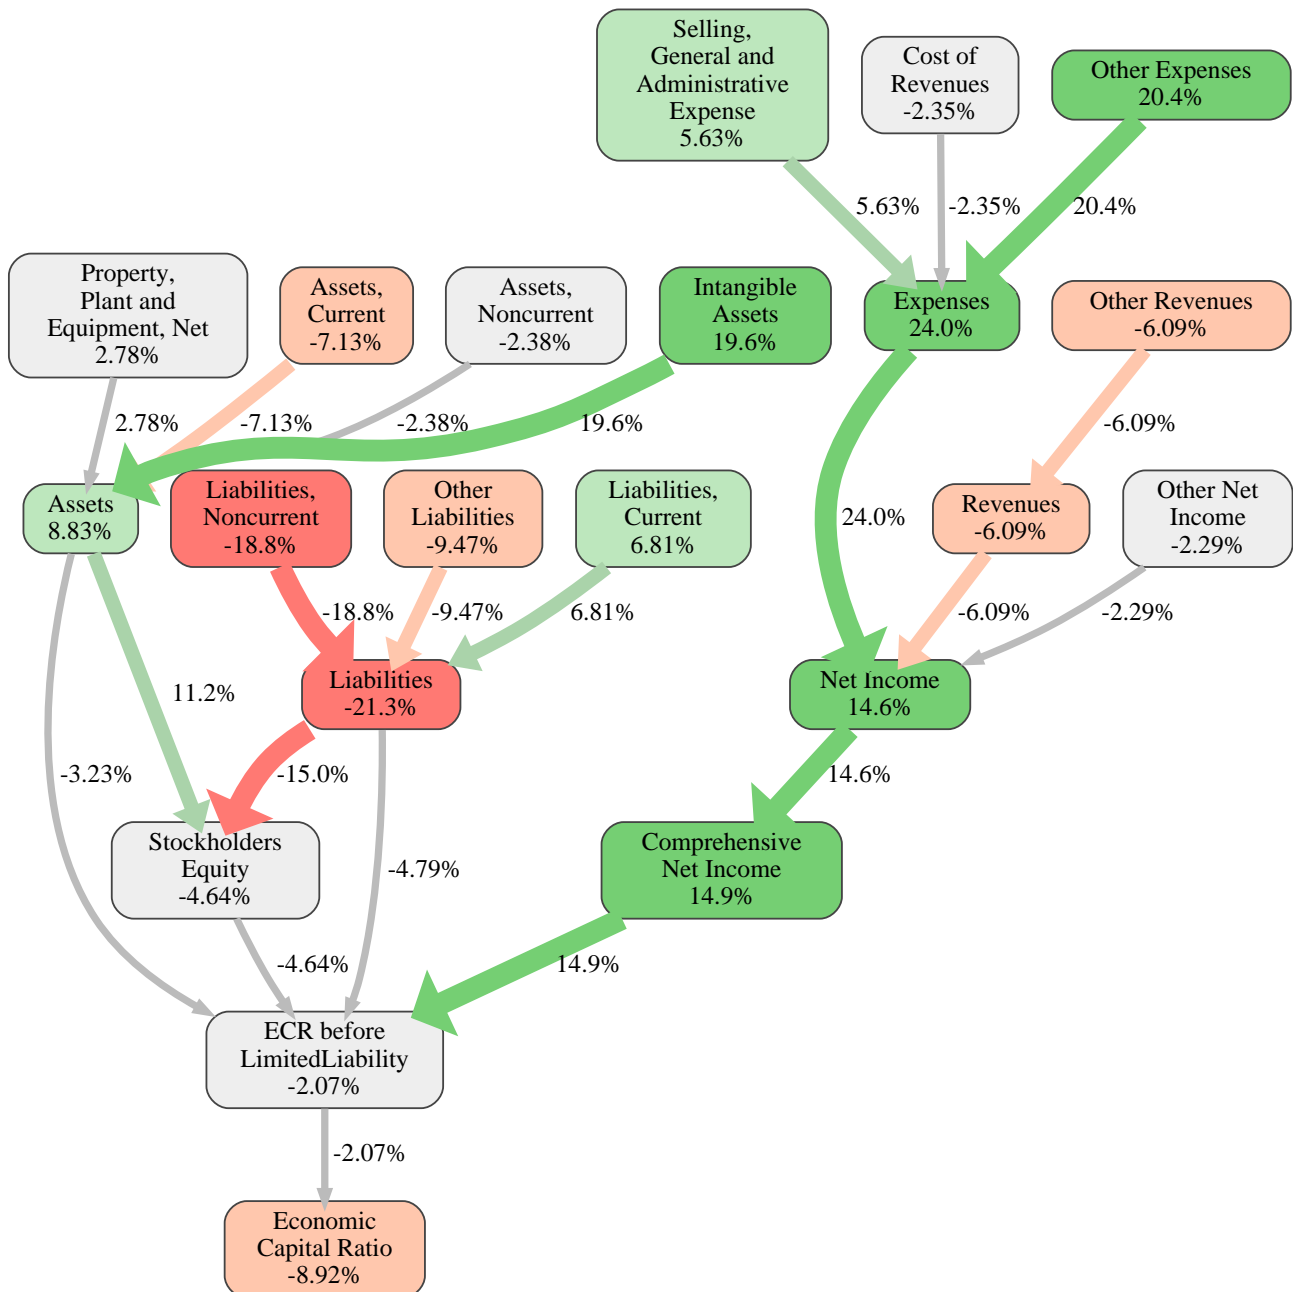 Selling,
General and
Administrative
Expense
5.63%
Cost of
Revenues
-2.35%
Other Expenses
20.4%
5.63%
-2.35%
20.4%
Property,
Plant and
Equipment, Net
2.78%
Assets,
Current
-7.13%
Assets,
Noncurrent
-2.38%
Intangible
Assets
19.6%
Expenses
24.0%
Other Revenues
-6.09%
2.78%
-7.13%
-2.38%
19.6%
-6.09%
Assets
8.83%
Liabilities,
Noncurrent
-18.8%
Other
Liabilities
-9.47%
Liabilities,
Current
6.81%
24.0%
Revenues
-6.09%
Other Net
Income
-2.29%
-18.8%
-9.47%
6.81%
-6.09%
-2.29%
11.2%
Liabilities
-21.3%
Net Income
14.6%
-3.23%
-15.0%
14.6%
Stockholders
Equity
-4.64%
-4.79%
Comprehensive
Net Income
14.9%
-4.64%
14.9%
ECR before
LimitedLiability
-2.07%
-2.07%
Economic
Capital Ratio
-8.92%